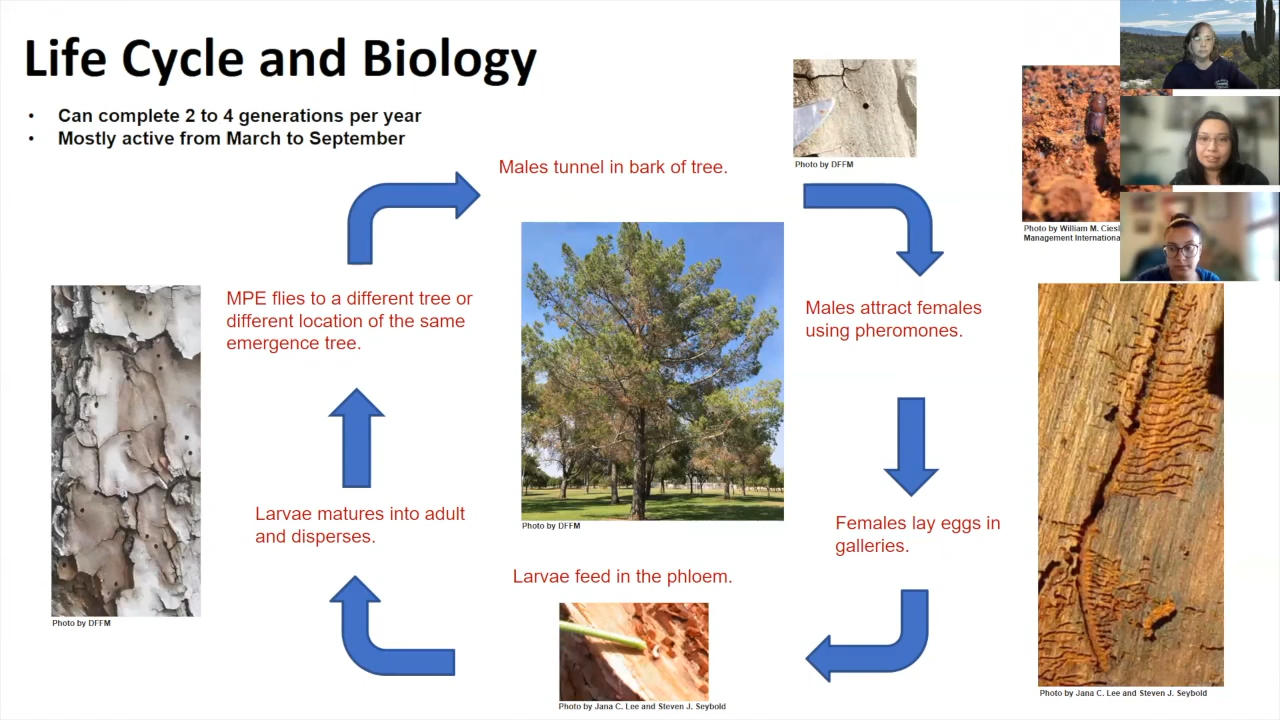 Life Cycle and Biology
• Can complete 2 to 4 generations per year
• Mostly active from March to September
Males tunnel in bark of tree.
Photo by DFFM
Photo by William M. Ciesl
Management Internationa
Males attract females
using pheromones.
Females lay eggs in
galleries.
Photo by Jana C. Lee and Steven J. Seybold
Larvae feed in the phloem.
Photo by Jana C. Lee and Steven J. Seybold
Larvae matures into adult
and disperses.
MPE flies to a different tree or
different location of the same
emergence tree.
Photo by DFFM
Photo by DFFM